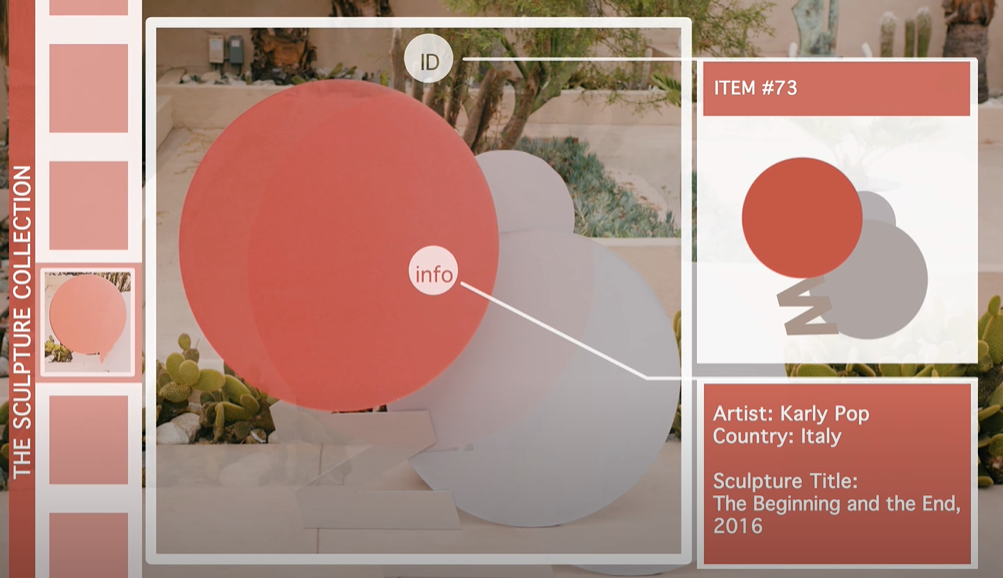 THE SCULPTURE COLLECTION
ID
ITEM #73
info
Artist: Karly Pop
Country: Italy
Sculpture Title:
The Beginning and the End,
2016